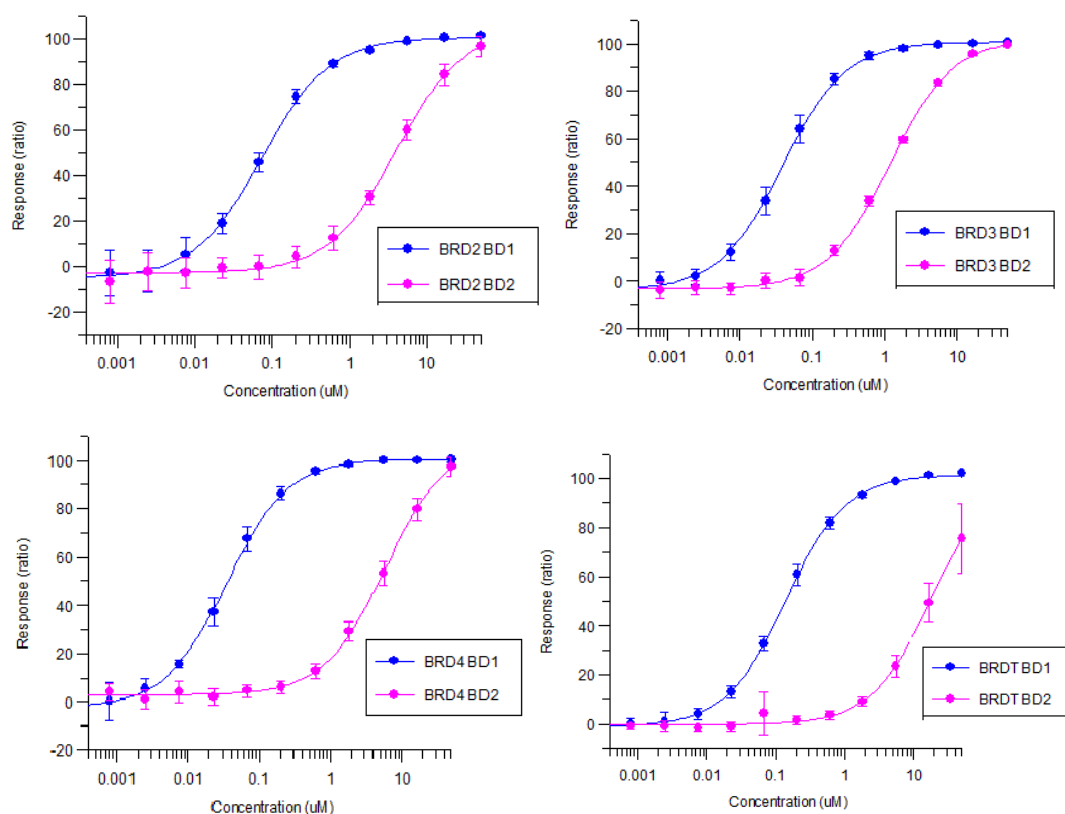 100
80
60
40
20
0
-20
Response (ratio)
0.001 0.01 0.1 1 10
Concentration (uM)
BRD2 BD1
BRD2 BD2
100
80
60
40
20
0
-20
Response (ratio)
0.001 0.01 0.1 1 10
Concentration (uM)
BRD3 BD1
BRD3 BD2
100
80
60
40
20
0
-20
Response (ratio)
0.001 0.01 0.1 1 10
Concentration (uM)
BRD4 BD1
BRD4 BD2
100
80
60
40
20
0
Response (ratio)
0.001 0.01 0.1 1 10
Concentration (uM)
BRDT BD1
BRDT BD2